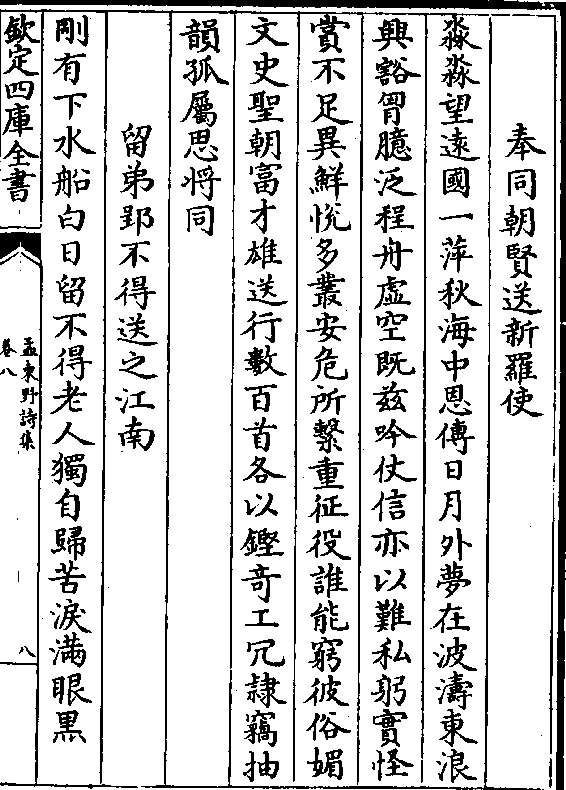 奉同朝賢送新羅使
淼淼望遠國一萍秋海中恩傳日月外夢在波濤東浪
興豁胷臆泛程舟虛空既兹吟仗信亦以難私躬實怪
賞不足異鮮悅多叢安危所繫重征役誰能窮彼俗媚
文史聖朝富才雄送行數百首各以鏗竒工冗隷竊抽
韻孤屬思将同
留弟郢不得送之江南
剛有下水船白日留不得老人獨自歸苦淚滿眼黑
欽定四庫全書
孟東野詩集
卷八
八